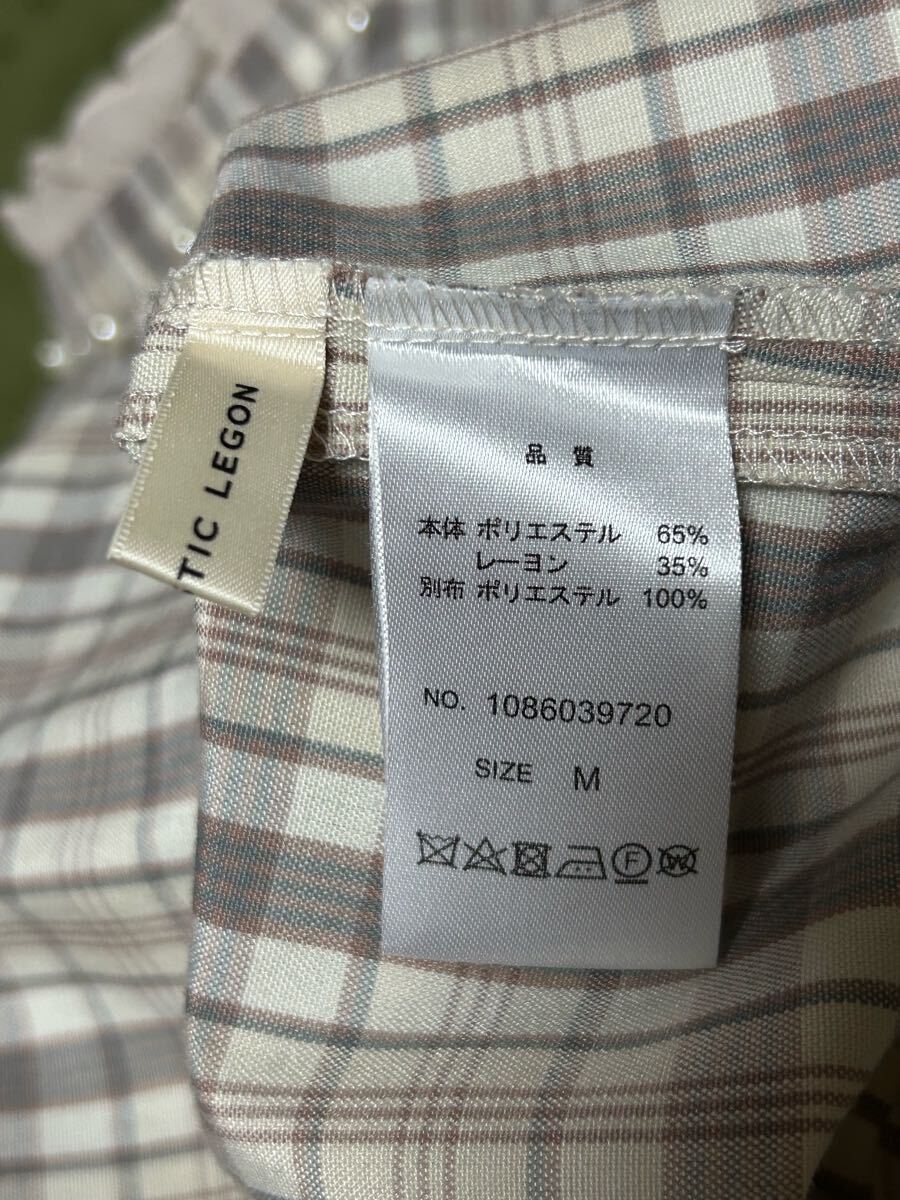 TIC LEGON
品 質
本体 ポリエステル 65%
レーヨン 35%
別布 ポリエステル 100%
NO. 1086039720
SIZE M
F W